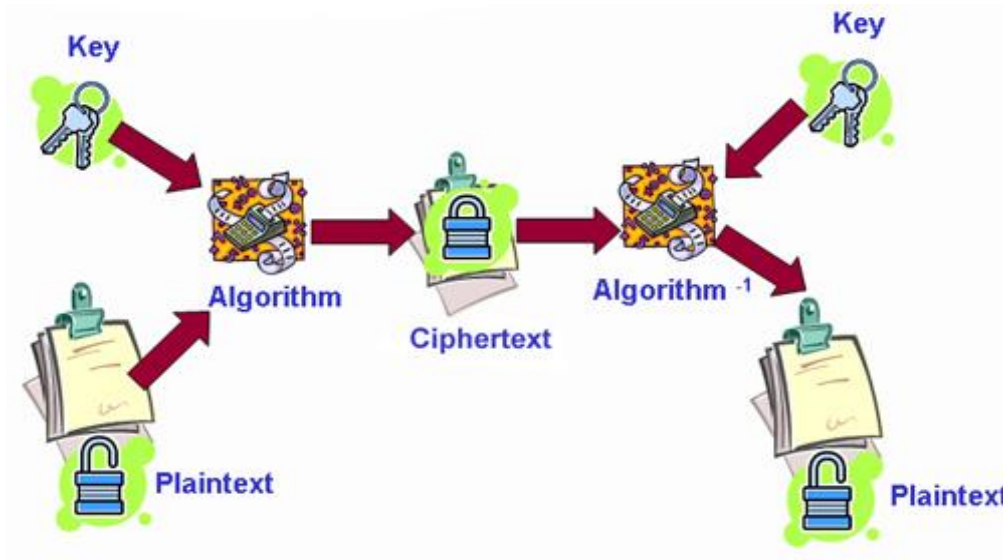 Key
Key
Algorithm
Algorithm -1
Ciphertext
Plaintext
Plaintext